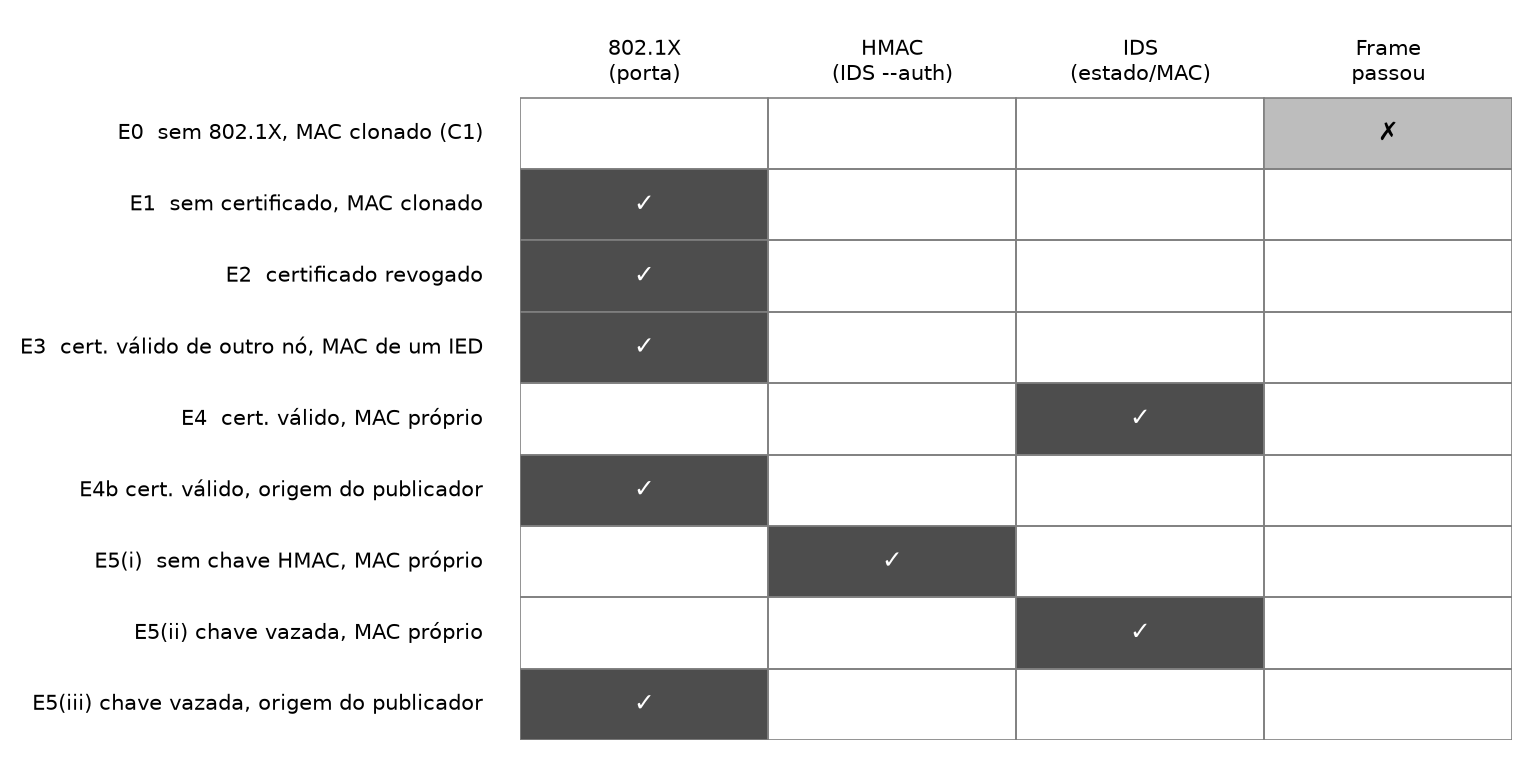 802.1X
(porta)
HMAC
(IDS --auth)
IDS
(estado/MAC)
Frame
passou
E0  sem 802.1X, MAC clonado (C1) ✗
E1  sem certificado, MAC clonado ✓
E2  certificado revogado ✓
E3  cert. válido de outro nó, MAC de um IED ✓
E4  cert. válido, MAC próprio ✓
E4b cert. válido, origem do publicador ✓
E5(i)  sem chave HMAC, MAC próprio ✓
E5(ii) chave vazada, MAC próprio ✓
E5(iii) chave vazada, origem do publicador ✓